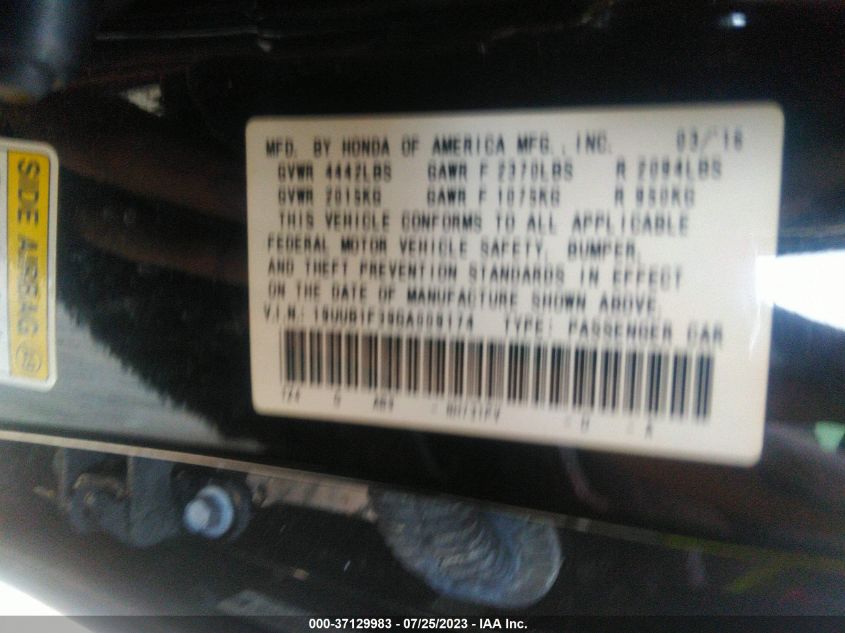 MFD. BY HONDA OF AMERICA MFG., INC. 03/16
GVWR 4442LBS GAWR F 2370LBS R 2094LBS
GVWR 2015KG GAWR F 1075KG R 950KG
THIS VEHICLE CONFORMS TO ALL APPLICABLE
FEDERAL MOTOR VEHICLE SAFETY, BUMPER,
AND THEFT PREVENTION STANDARDS IN EFFECT
ON THE DATE OF MANUFACTURE SHOWN ABOVE.
V.I.N.: TYPE: PASSENGER CAR
SIDE AIRBAG
000-37129983 - 07/25/2023 - IAA Inc.